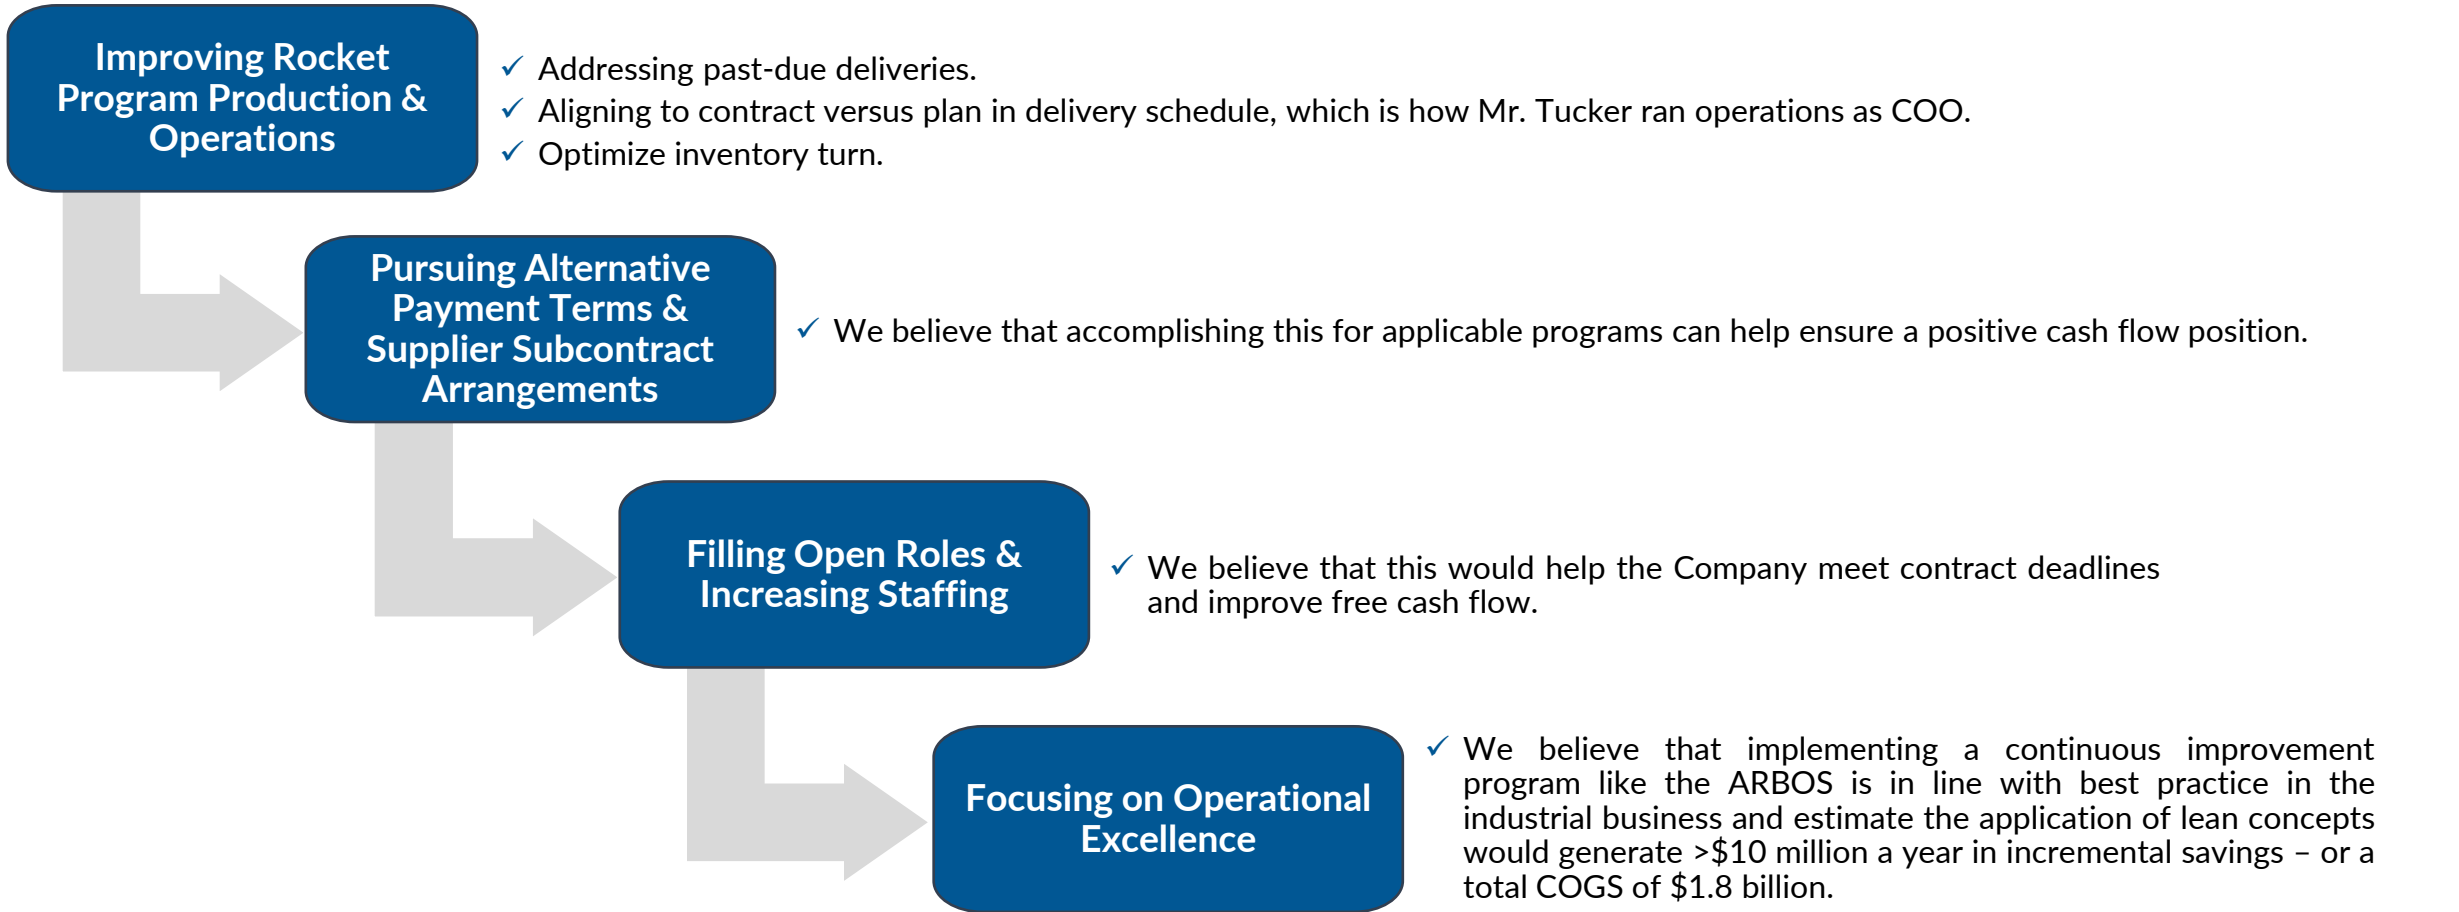 Improving Rocket
Program Production &
Operations
✓ Addressing past-due deliveries.
✓ Aligning to contract versus plan in delivery schedule, which is how Mr. Tucker ran operations as COO.
✓ Optimize inventory turn.
Pursuing Alternative
Payment Terms &
Supplier Subcontract
Arrangements
✓ We believe that accomplishing this for applicable programs can help ensure a positive cash flow position.
Filling Open Roles &
Increasing Staffing
✓ We believe that this would help the Company meet contract deadlines
and improve free cash flow.
Focusing on Operational
Excellence
✓ We believe that implementing a continuous improvement
program like the ARBOS is in line with best practice in the
industrial business and estimate the application of lean concepts
would generate >$10 million a year in incremental savings – or a
total COGS of $1.8 billion.